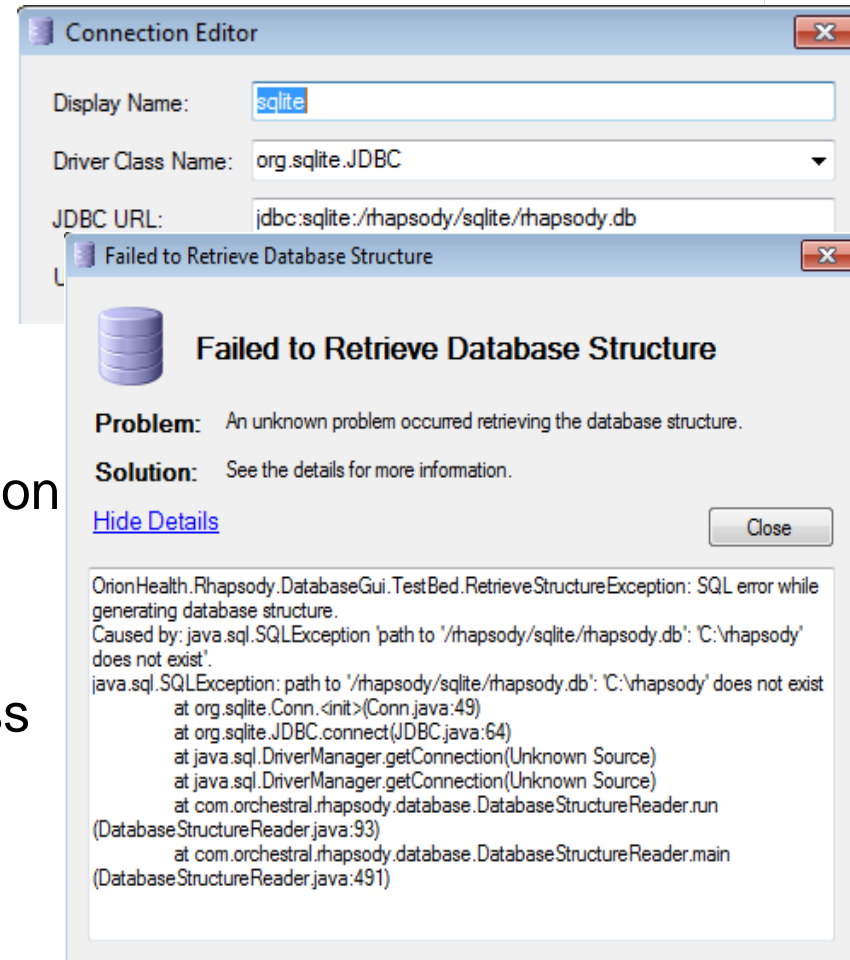 Connection Editor
Display Name: sqlite
Driver Class Name: org.sqlite.JDBC
JDBC URL: jdbc:sqlite:/rhapsody/sqlite/rhapsody.db
Failed to Retrieve Database Structure
Failed to Retrieve Database Structure
Problem: An unknown problem occurred retrieving the database structure.
Solution: See the details for more information.
on
Hide Details
Close
OrionHealth.Rhapsody.DatabaseGui.TestBed.RetrieveStructureException: SQL error while
generating database structure.
Caused by: java.sql.SQLException 'path to '/rhapsody/sqlite/rhapsody.db': 'C:\rhapsody'
does not exist'.
java.sql.SQLException: path to '/rhapsody/sqlite/rhapsody.db': 'C:\rhapsody' does not exist
s
at org.sqlite.Conn.<init>(Conn.java:49)
at org.sqlite.JDBC.connect(JDBC.java:64)
at java.sql.DriverManager.getConnection(Unknown Source)
at java.sql.DriverManager.getConnection(Unknown Source)
at com.orchestral.rhapsody.database.DatabaseStructureReader.run
(DatabaseStructureReader.java:93)
at com.orchestral.rhapsody.database.DatabaseStructureReader.main
(DatabaseStructureReader.java:491)